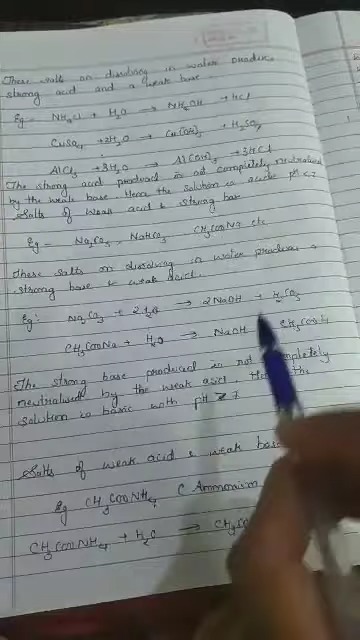 These salts on dissolving in water produce
strong acid and a weak base -
Eg - NH₄Cl + H₂O → NH₄OH + HCl
CuSO₄ + 2H₂O → Cu(OH)₂ + H₂SO₄
AlCl₃ + 3H₂O → Al(OH)₃ + 3HCl
The strong acid produced is not completely neutralised
by the weak base. Hence the solution is acidic pH < 7
Salts of weak acid & strong base
Eg - Na₂CO₃, NaHCO₃ CH₃COONa etc
These salts on dissolving in water produces a
strong base & weak acid.
Eg: Na₂CO₃ + 2H₂O → 2NaOH + H₂CO₃
CH₃COONa + H₂O → NaOH
The strong base produced is not completely
neutralised by the weak acid. the
solution is basic with pH > 7
Salts of weak acid & weak
Eg CH₃COONH₄ ( Ammonium
CH₃COONH₄ + H₂O →